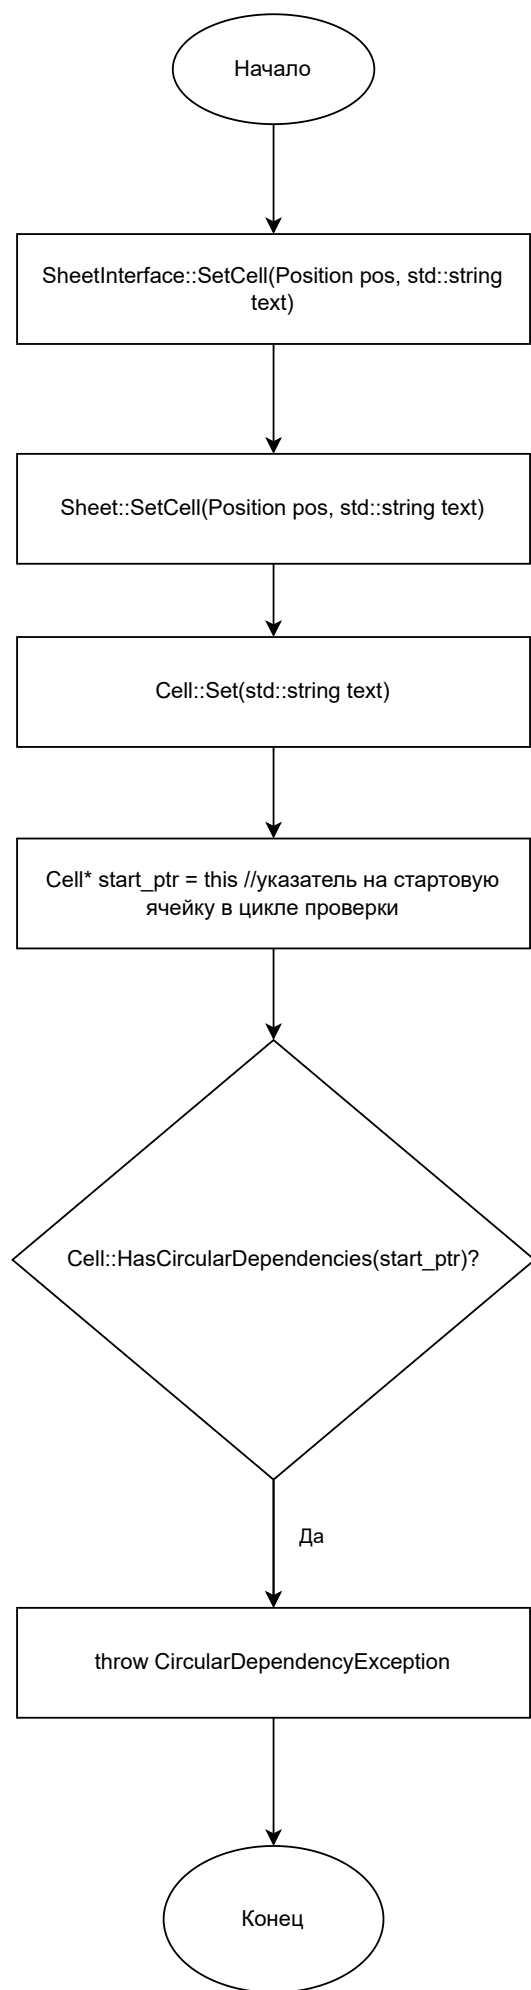 Начало
SheetInterface::SetCell(Position pos, std::string
text)
Sheet::SetCell(Position pos, std::string text)
Cell::Set(std::string text)
Cell* start_ptr = this //указатель на стартовую
ячейку в цикле проверки
Cell::HasCircularDependencies(start_ptr)?
Да
throw CircularDependencyException
Конец